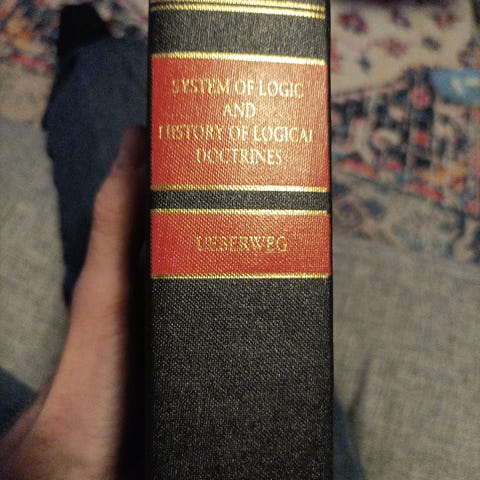 SYSTEM OF LOGIC
AND
HISTORY OF LOGICAL
DOCTRINES
UEBERWEG